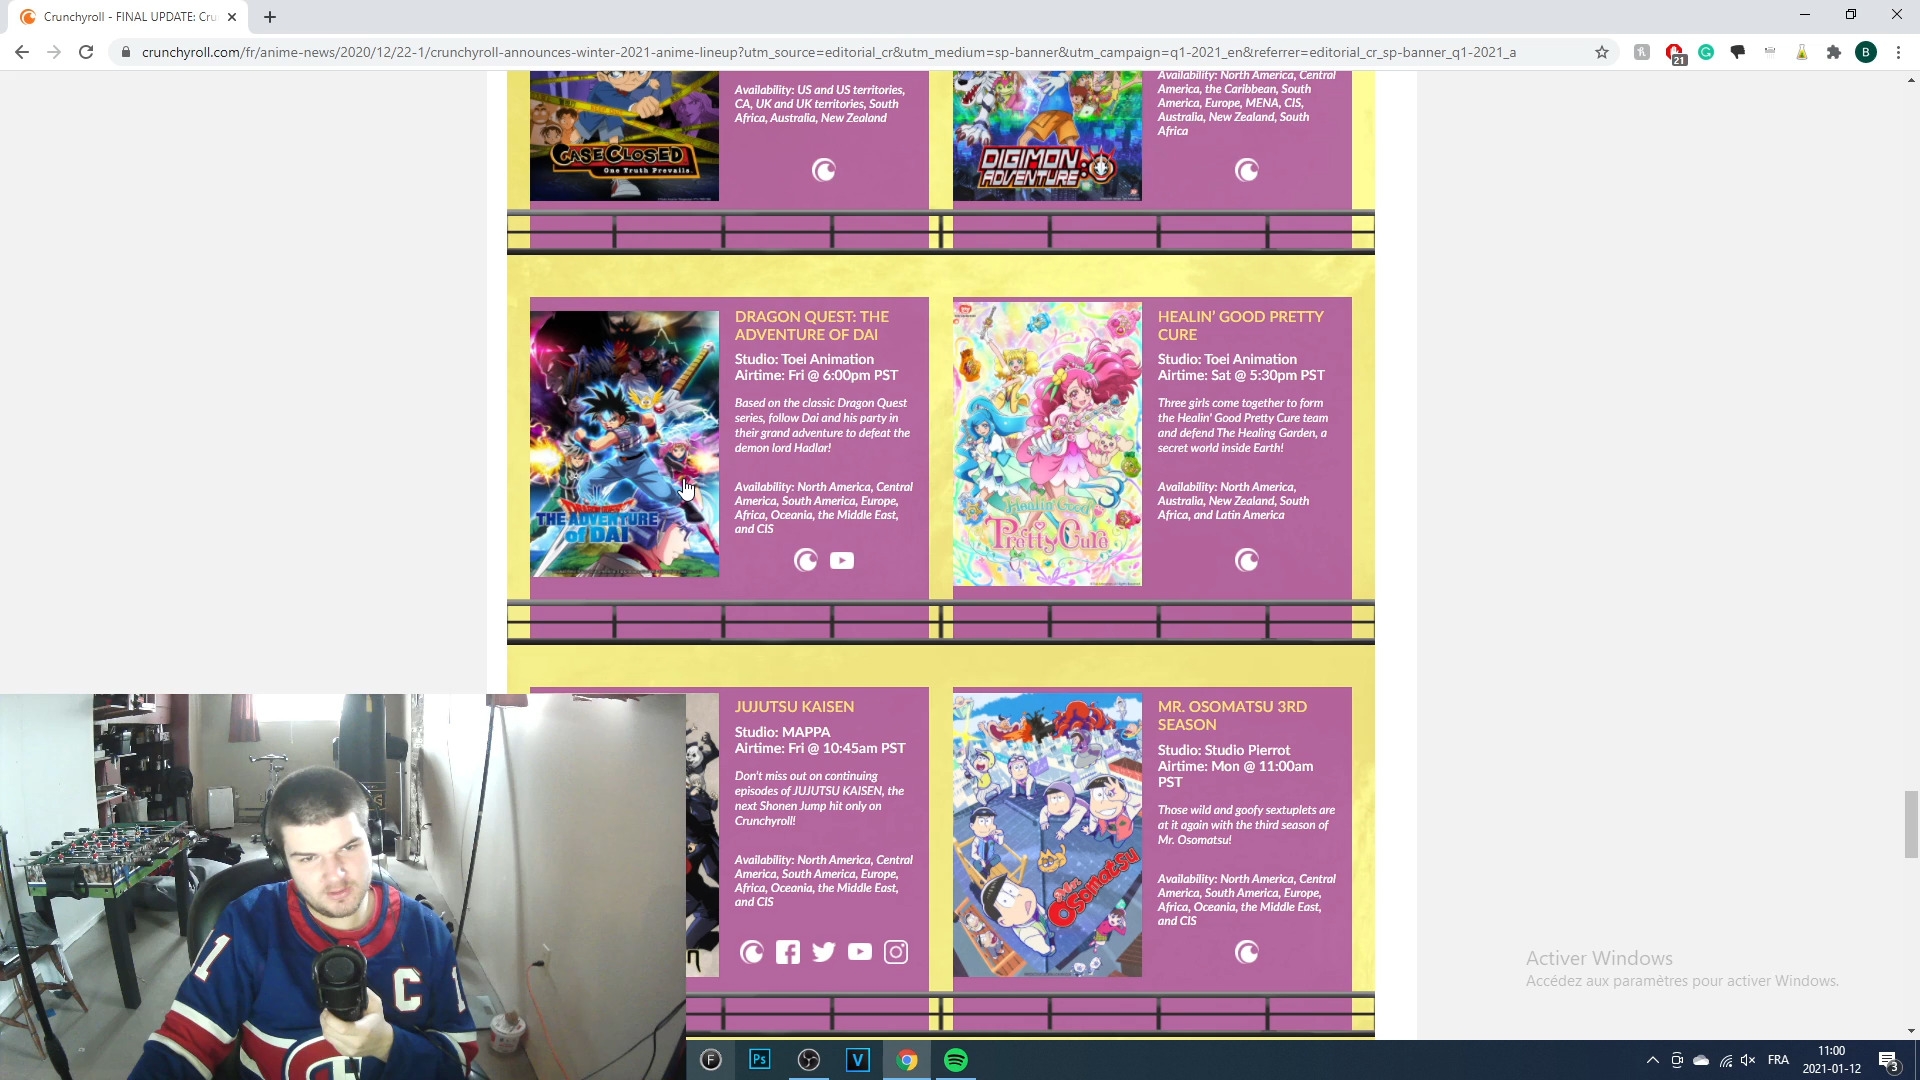 Crunchyroll - FINAL UPDATE: Cru
crunchyroll.com/fr/anime-news/2020/12/22-1/crunchyroll-announces-winter-2021-anime-lineup?utm_source=editorial_cr&utm_medium=sp-banner&utm_campaign=q1-2021_en&referrer=editorial_cr_sp-banner_q1-2021_a
21
B
CASE CLOSED
One Truth Prevails.
Availability: US and US territories,
CA, UK and UK territories, South
Africa, Australia, New Zealand
DIGIMON
ADVENTURE:
Availability: North America, Central
America, the Caribbean, South
America, Europe, MENA, CIS,
Australia, New Zealand, South
Africa
THE ADVENTURE
OF DAI
DRAGON QUEST: THE
ADVENTURE OF DAI
Studio: Toei Animation
Airtime: Fri @ 6:00pm PST
Based on the classic Dragon Quest
series, follow Dai and his party in
their grand adventure to defeat the
demon lord Hadlar!
Availability: North America, Central
America, South America, Europe,
Africa, Oceania, the Middle East,
and CIS
Healin' Good
Pretty Cure
HEALIN' GOOD PRETTY
CURE
Studio: Toei Animation
Airtime: Sat @ 5:30pm PST
Three girls come together to form
the Healin' Good Pretty Cure team
and defend The Healing Garden, a
secret world inside Earth!
Availability: North America,
Australia, New Zealand, South
Africa, and Latin America
JUJUTSU KAISEN
Studio: MAPPA
Airtime: Fri @ 10:45am PST
Don't miss out on continuing
episodes of JUJUTSU KAISEN, the
next Shonen Jump hit only on
Crunchyroll!
Availability: North America, Central
America, South America, Europe,
Africa, Oceania, the Middle East,
and CIS
Mr.
Osomatsu
MR. OSOMATSU 3RD
SEASON
Studio: Studio Pierrot
Airtime: Mon @ 11:00am
PST
Those wild and goofy sextuplets are
at it again with the third season of
Mr. Osomatsu!
Availability: North America, Central
America, South America, Europe,
Africa, Oceania, the Middle East,
and CIS
Activer Windows
Accédez aux paramètres pour activer Windows.
C
F
Ps
V
FRA
11:00
2021-01-12
3